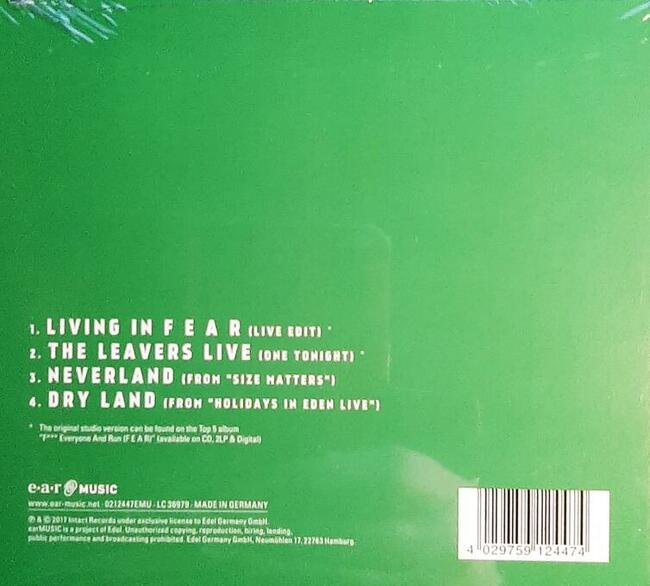 1. LIVING IN F E A R (LIVE EDIT) *
2. THE LEAVERS LIVE (ONE TONIGHT) *
3. NEVERLAND (FROM "SIZE MATTERS")
4. DRY LAND (FROM "HOLIDAYS IN EDEN LIVE")
* The original studio version can be found on the Top 5 album
"F*** Everyone And Run (F E A R)" (available on CD, 2LP & Digital)
e·a·r MUSIC
www.ear-music.net · 0212447EMU · LC 36979 · MADE IN GERMANY
℗ & © 2017 Intact Records under exclusive license to Edel Germany GmbH.
earMUSIC is a project of Edel. Unauthorized copying, reproduction, hiring, lending,
public performance and broadcasting prohibited. Edel Germany GmbH, Neumühlen 17, 22763 Hamburg.
4 029759 124474